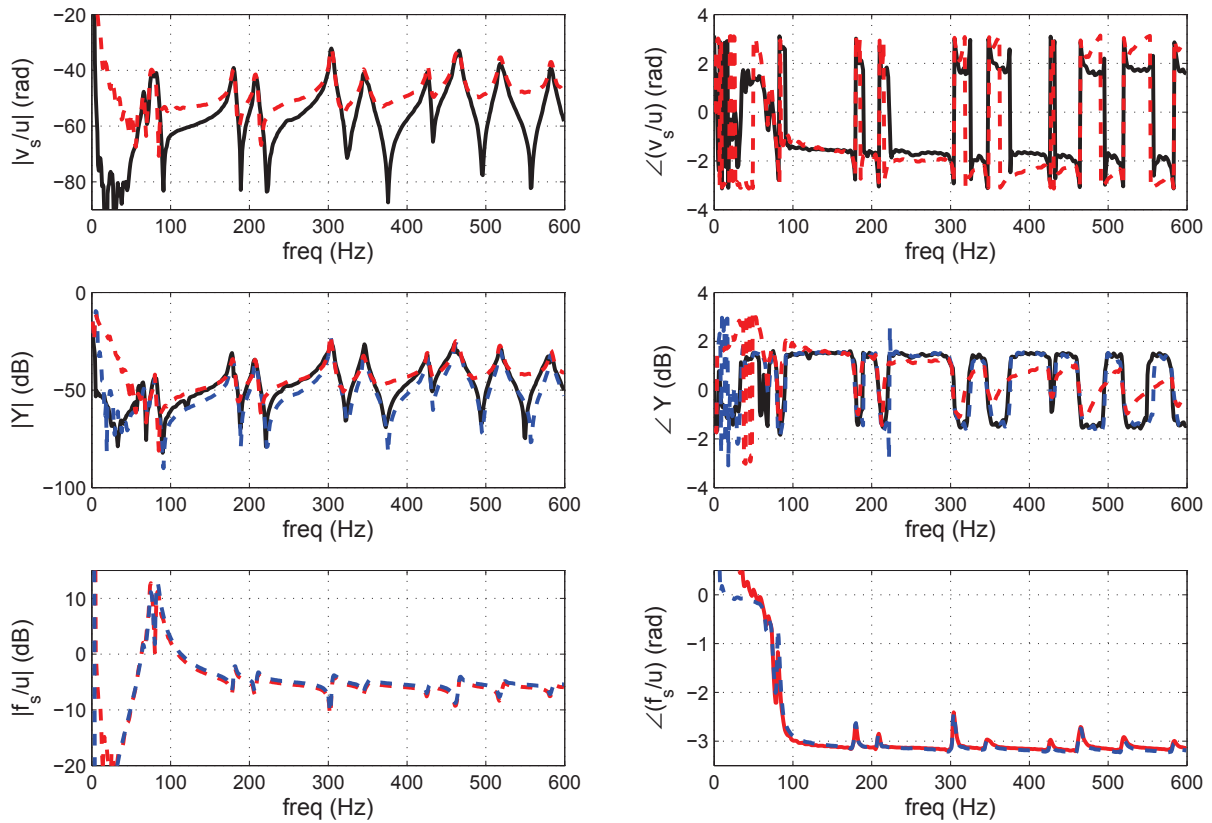 −20
−40
−60
−80
|v_s/u| (rad)
0 100 200 300 400 500 600
freq (Hz)
4
2
0
−2
−4
∠(v_s/u) (rad)
0 100 200 300 400 500 600
freq (Hz)
0
−50
−100
|Y| (dB)
0 100 200 300 400 500 600
freq (Hz)
4
2
0
−2
−4
∠ Y (dB)
0 100 200 300 400 500 600
freq (Hz)
10
0
−10
−20
|f_s/u| (dB)
0 100 200 300 400 500 600
freq (Hz)
0
−1
−2
−3
∠(f_s/u) (rad)
0 100 200 300 400 500 600
freq (Hz)